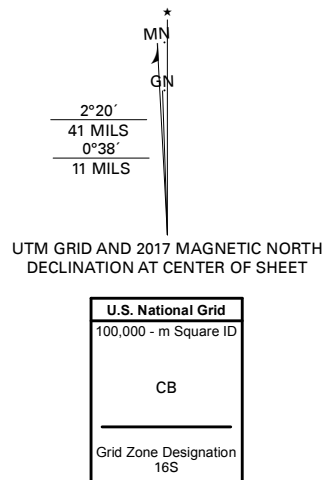 ★
MN
GN
2°20´
41 MILS
0°38´
11 MILS
UTM GRID AND 2017 MAGNETIC NORTH
DECLINATION AT CENTER OF SHEET
U.S. National Grid
100,000 - m Square ID
CB
Grid Zone Designation
16S